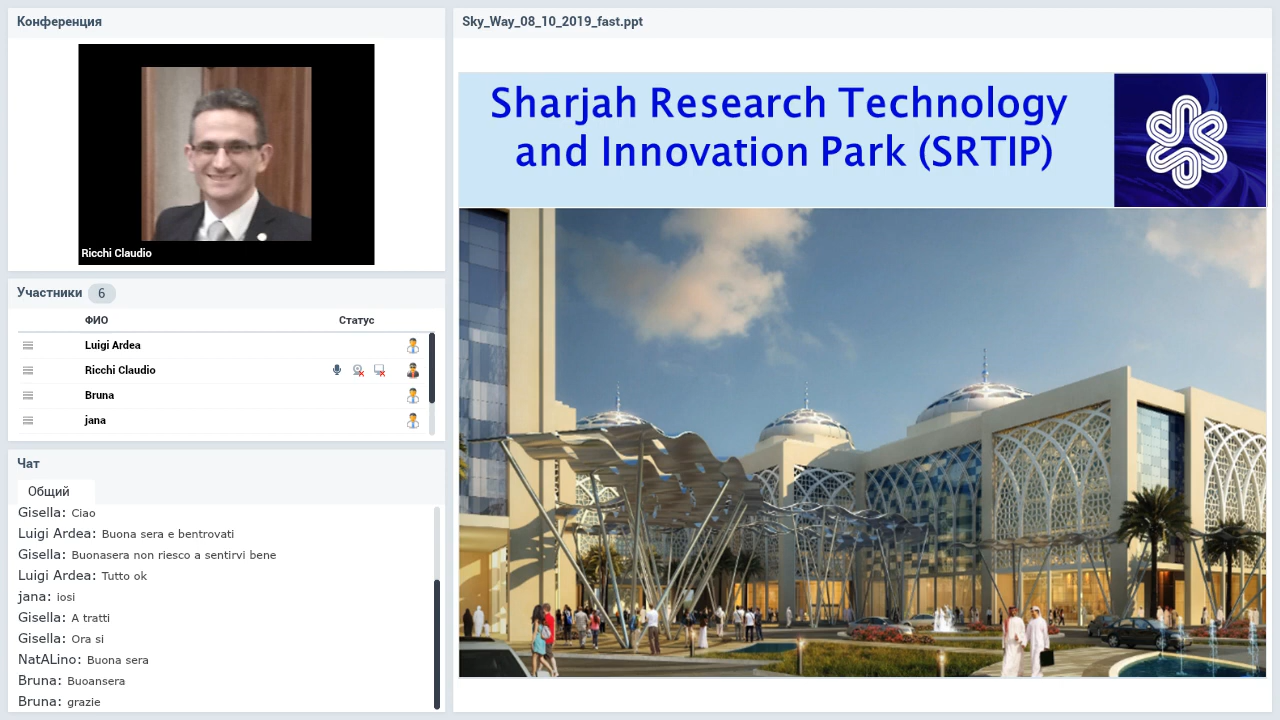 Конференция
Ricchi Claudio
Участники 6
ФИО Статус
Luigi Ardea
Ricchi Claudio
Bruna
jana
Чат
Общий
Gisella: Ciao
Luigi Ardea: Buona sera e bentrovati
Gisella: Buonasera non riesco a sentirvi bene
Luigi Ardea: Tutto ok
jana: iosi
Gisella: A tratti
Gisella: Ora si
NatALino: Buona sera
Bruna: Buoansera
Bruna: grazie
Sky_Way_08_10_2019_fast.ppt
Sharjah Research Technology
and Innovation Park (SRTIP)